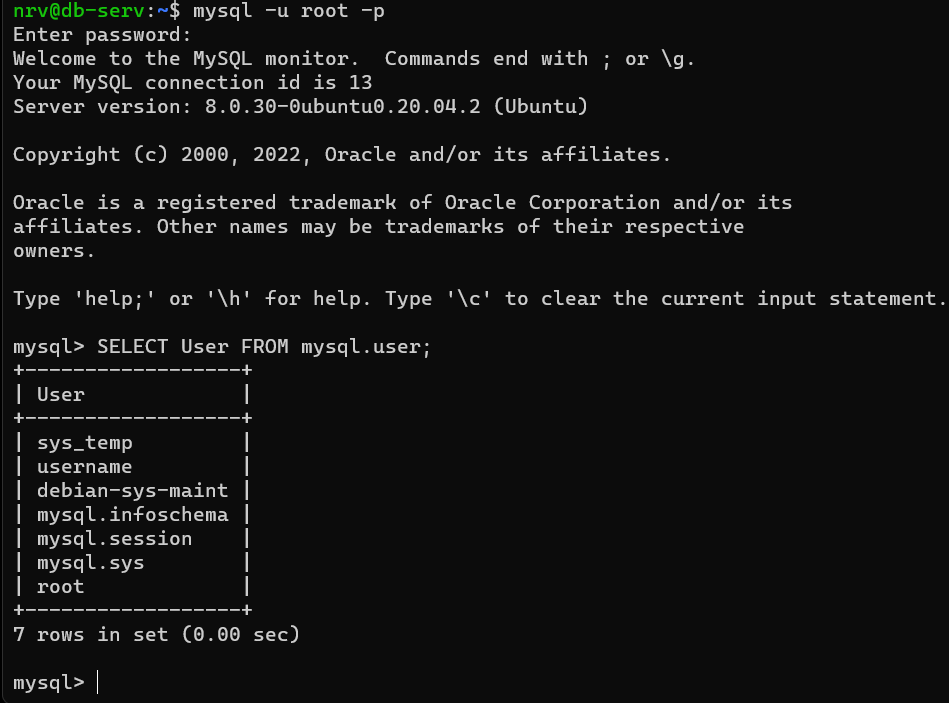 nrv@db-serv:~$ mysql -u root -p
Enter password:
Welcome to the MySQL monitor.  Commands end with ; or \g.
Your MySQL connection id is 13
Server version: 8.0.30-0ubuntu0.20.04.2 (Ubuntu)
Copyright (c) 2000, 2022, Oracle and/or its affiliates.
Oracle is a registered trademark of Oracle Corporation and/or its
affiliates. Other names may be trademarks of their respective
owners.
Type 'help;' or '\h' for help. Type '\c' to clear the current input statement.
mysql> SELECT User FROM mysql.user;
+------------------+
| User             |
+------------------+
| sys_temp         |
| username         |
| debian-sys-maint |
| mysql.infoschema |
| mysql.session    |
| mysql.sys        |
| root             |
+------------------+
7 rows in set (0.00 sec)
mysql>